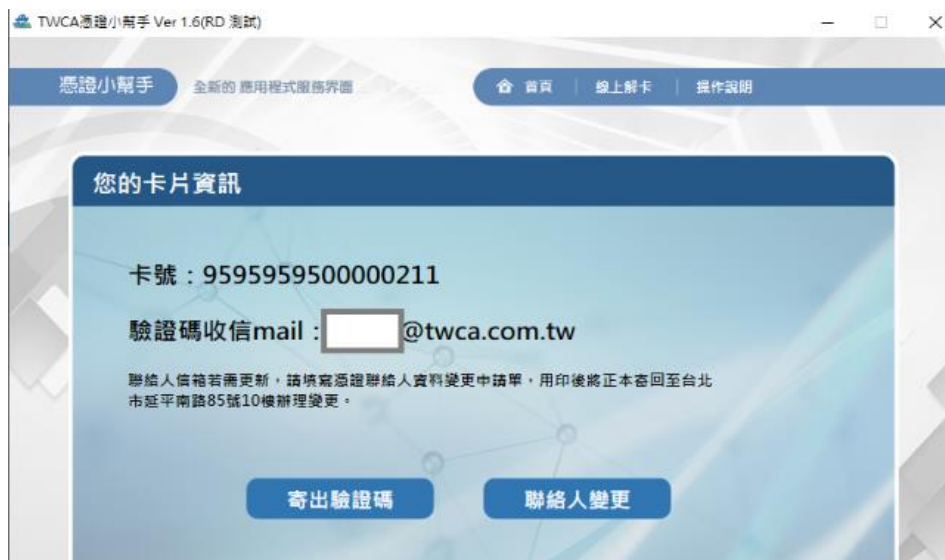 TWCA憑證小幫手 Ver 1.6(RD 測試)
憑證小幫手
全新的 應用程式服務界面
首頁 | 線上解卡 | 操作說明
您的卡片資訊
卡號：9595959500000211
驗證碼收信mail： @twca.com.tw
聯絡人信箱若需更新，請填寫憑證聯絡人資料變更申請單，用印後將正本寄回至台北
市延平南路85號10樓辦理變更。
寄出驗證碼
聯絡人變更